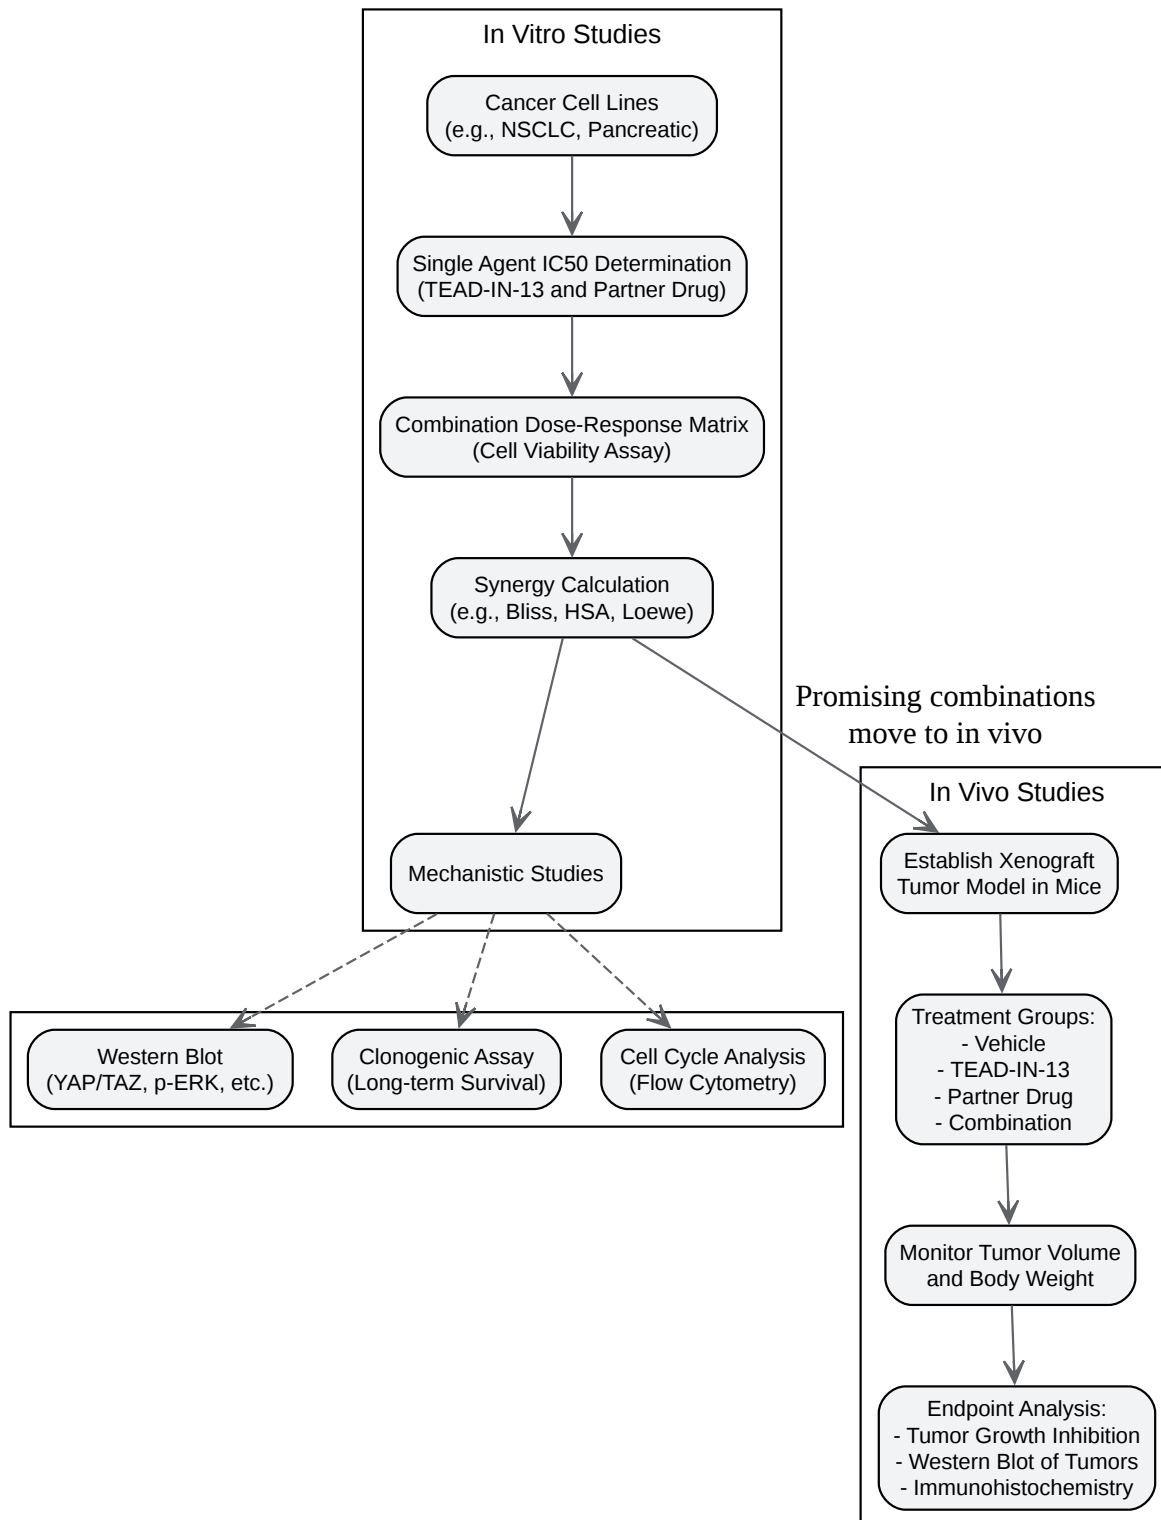 In Vitro Studies
Cancer Cell Lines
(e.g., NSCLC, Pancreatic)
Single Agent IC50 Determination
(TEAD-IN-13 and Partner Drug)
Combination Dose-Response Matrix
(Cell Viability Assay)
Synergy Calculation
(e.g., Bliss, HSA, Loewe)
Promising combinations
move to in vivo
Mechanistic Studies
Western Blot
(YAP/TAZ, p-ERK, etc.)
Clonogenic Assay
(Long-term Survival)
Cell Cycle Analysis
(Flow Cytometry)
In Vivo Studies
Establish Xenograft
Tumor Model in Mice
Treatment Groups:
- Vehicle
- TEAD-IN-13
- Partner Drug
- Combination
Monitor Tumor Volume
and Body Weight
Endpoint Analysis:
- Tumor Growth Inhibition
- Western Blot of Tumors
- Immunohistochemistry